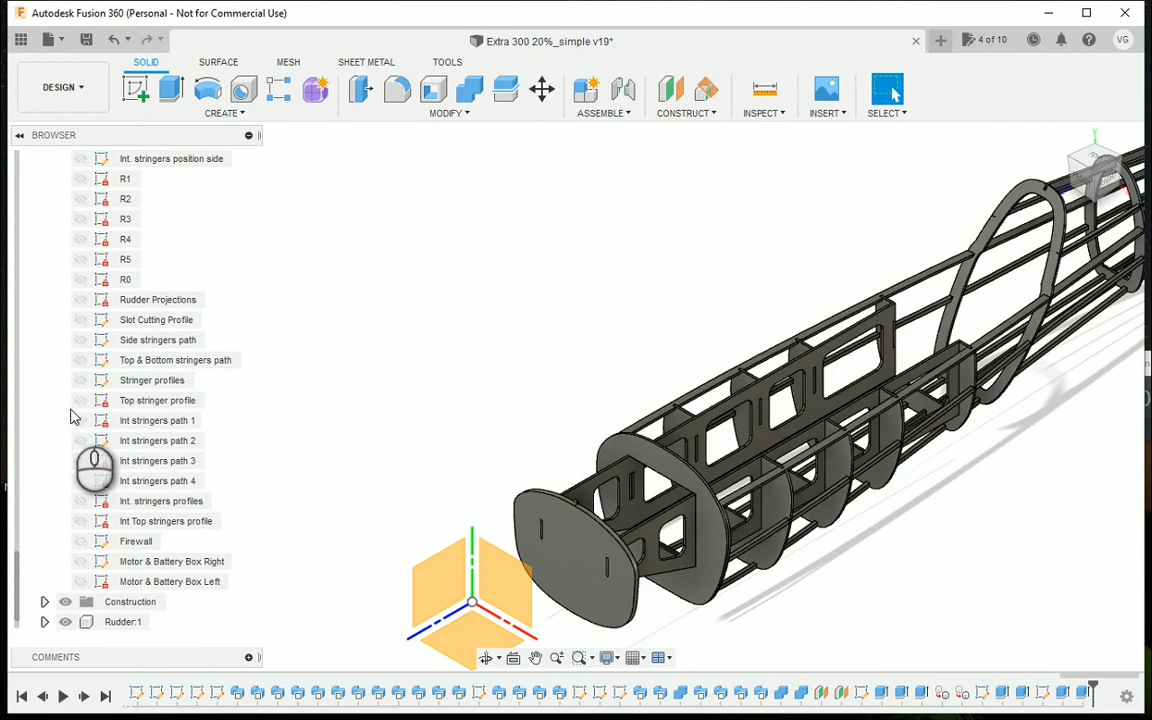 Autodesk Fusion 360 (Personal - Not for Commercial Use)
Extra 300 20%_simple v19*
4 of 10
VG
SOLID SURFACE MESH SHEET METAL TOOLS
DESIGN
CREATE MODIFY ASSEMBLE CONSTRUCT INSPECT INSERT SELECT
BROWSER
Int. stringers position side
R1
R2
R3
R4
R5
R0
Rudder Projections
Slot Cutting Profile
Side stringers path
Top & Bottom stringers path
Stringer profiles
Top stringer profile
Int stringers path 1
Int stringers path 2
Int stringers path 3
Int stringers path 4
Int. stringers profiles
Int Top stringers profile
Firewall
Motor & Battery Box Right
Motor & Battery Box Left
Construction
Rudder:1
COMMENTS
Y